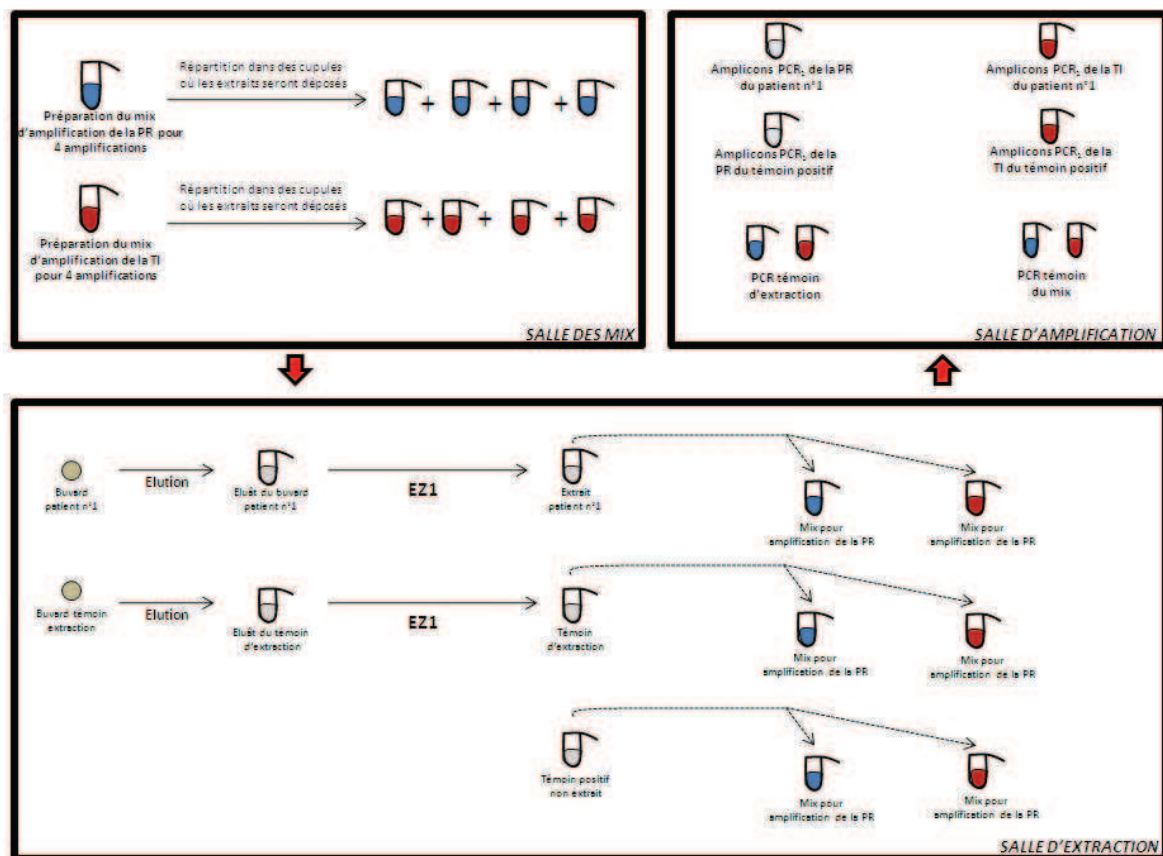 Répartition dans des cupules
où les extraits seront déposés
Préparation du mix
d'amplification de la PR pour
4 amplifications
+ + +
Répartition dans des cupules
où les extraits seront déposés
Préparation du mix
d'amplification de la TI
pour 4 amplifications
+ + +
SALLE DES MIX
Amplicons PCR1 de la PR
du patient n°1
Amplicons PCR1 de la TI
du patient n°1
Amplicons PCR1 de la
PR du témoin positif
Amplicons PCR1 de la
TI du témoin positif
PCR témoin
d'extraction
PCR témoin
du mix
SALLE D'AMPLIFICATION
Buvard
patient n°1
Elution
Eluât du buvard
patient n°1
EZ1
Extrait
patient n°1
Mix pour
amplification de la PR
Mix pour
amplification de la PR
Buvard témoin
extraction
Elution
Eluât du témoin
d'extraction
EZ1
Témoin
d'extraction
Mix pour
amplification de la PR
Mix pour
amplification de la PR
Témoin positif
non extrait
Mix pour
amplification de la PR
Mix pour
amplification de la PR
SALLE D'EXTRACTION